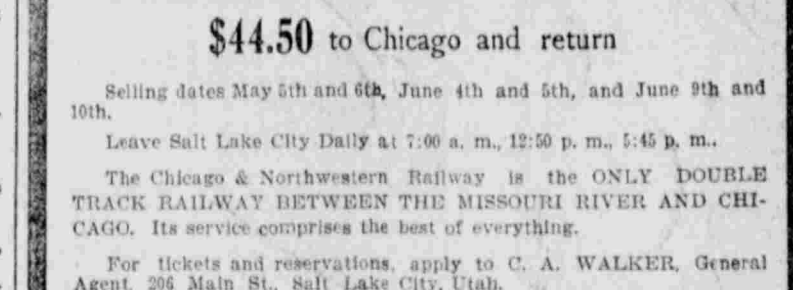 $44.50 to Chicago and return
Selling dates May 5th and 6th, June 4th and 5th, and June 9th and
10th.
Leave Salt Lake City Daily at 7:00 a. m., 12:50 p. m., 5:45 p. m..
The Chicago & Northwestern Railway is the ONLY DOUBLE
TRACK RAILWAY BETWEEN THE MISSOURI RIVER AND CHI-
CAGO. Its service comprises the best of everything.
For tickets and reservations, apply to C. A. WALKER, General
Agent, 206 Main St., Salt Lake City, Utah.